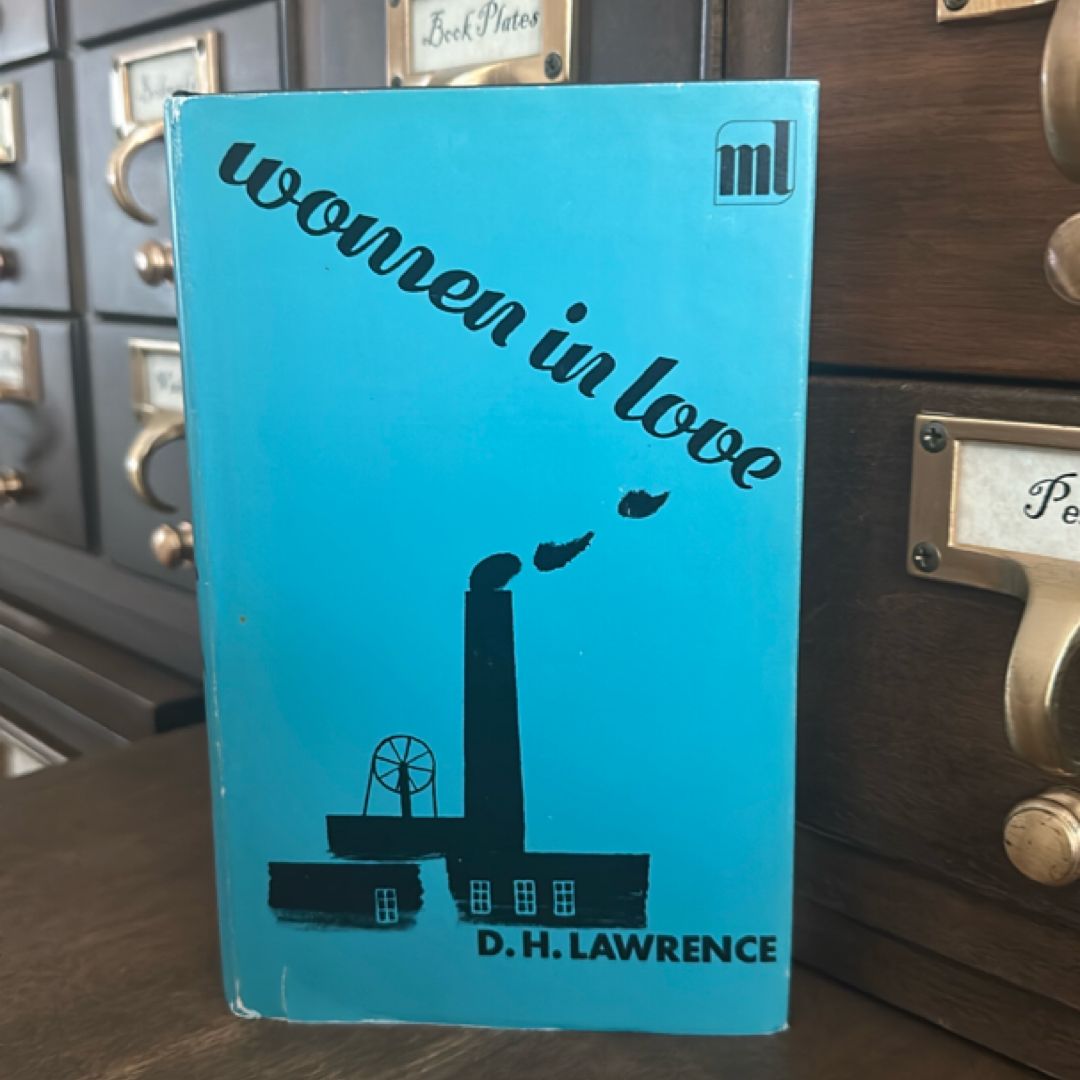 Book Plates
women in love
ml
Pe
D. H. LAWRENCE